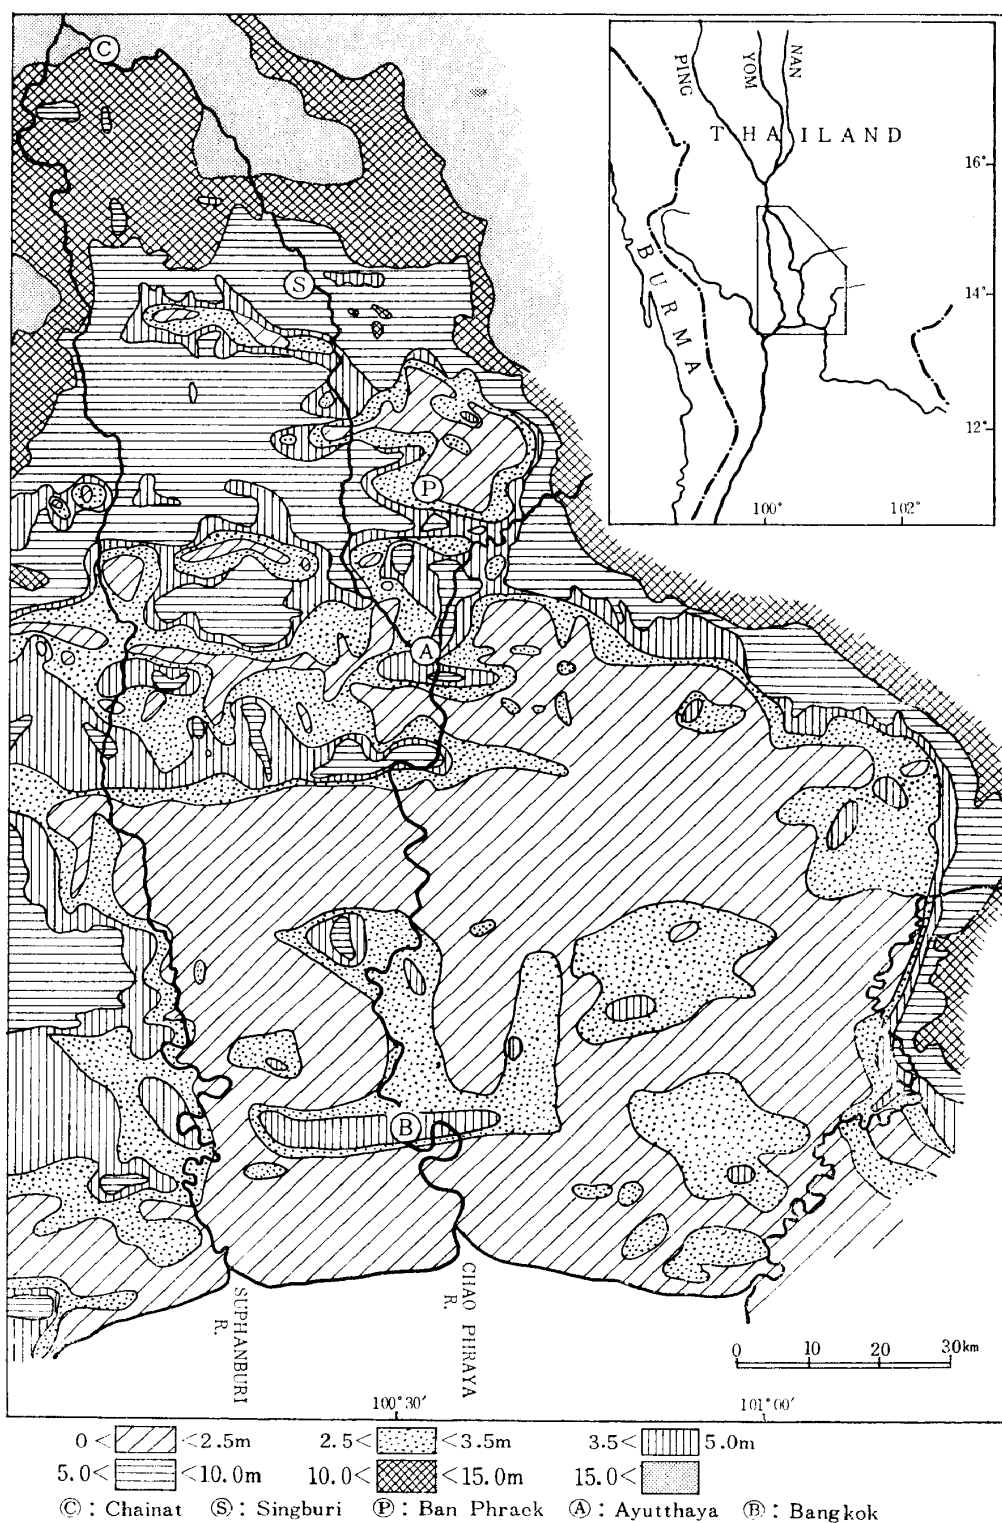 C
PING
YOM
NAN
THAILAND
16°
BURMA
14°
12°
100°
102°
S
P
A
B
SUPHANBURI R.
CHAO PHRAYA R.
0 10 20 30km
100°30′ 101°00′
0< <2.5m 2.5< <3.5m 3.5< 5.0m
5.0< <10.0m 10.0< <15.0m 15.0<
Ⓒ: Chainat Ⓢ: Singburi Ⓟ: Ban Phraek Ⓐ: Ayutthaya Ⓑ: Bangkok